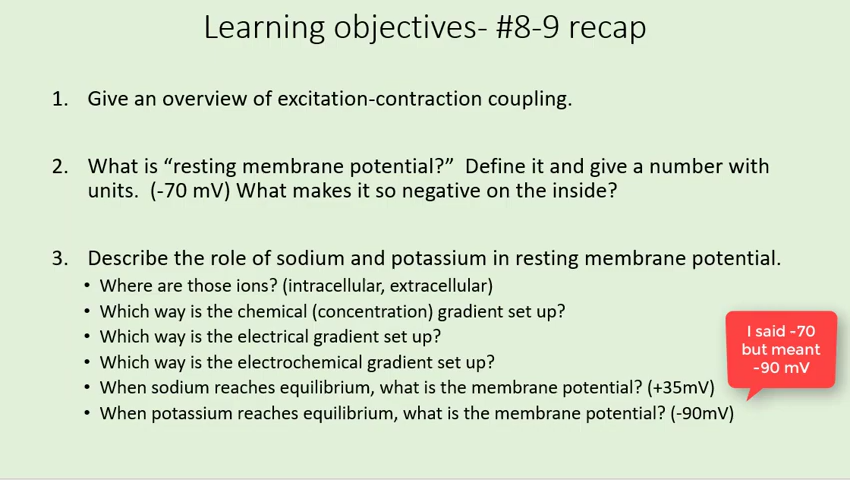 Learning objectives- #8-9 recap
1. Give an overview of excitation-contraction coupling.
2. What is “resting membrane potential?”  Define it and give a number with
units.  (-70 mV) What makes it so negative on the inside?
3. Describe the role of sodium and potassium in resting membrane potential.
• Where are those ions? (intracellular, extracellular)
• Which way is the chemical (concentration) gradient set up?
• Which way is the electrical gradient set up?
• Which way is the electrochemical gradient set up?
• When sodium reaches equilibrium, what is the membrane potential? (+35mV)
• When potassium reaches equilibrium, what is the membrane potential? (-90mV)
I said -70
but meant
-90 mV